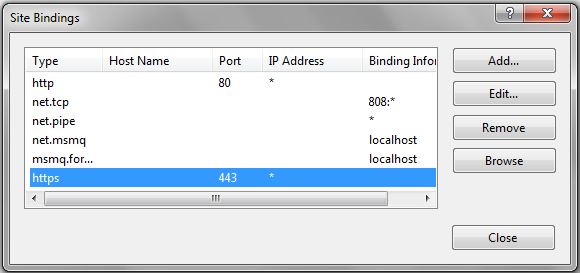 Site Bindings
Type Host Name Port IP Address Binding Infor
http 80 *
net.tcp 808:*
net.pipe *
net.msmq localhost
msmq.for... localhost
https 443 *
Add...
Edit...
Remove
Browse
Close